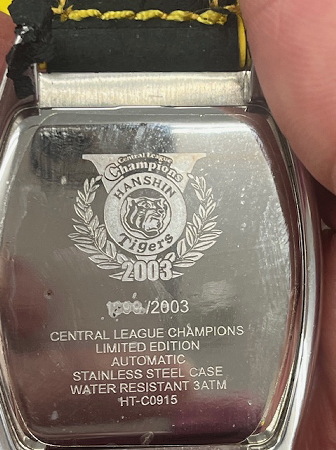 Central League
Champions
HANSHIN
Tigers
2003
/2003
CENTRAL LEAGUE CHAMPIONS
LIMITED EDITION
AUTOMATIC
STAINLESS STEEL CASE
WATER RESISTANT 3ATM
HT-C0915